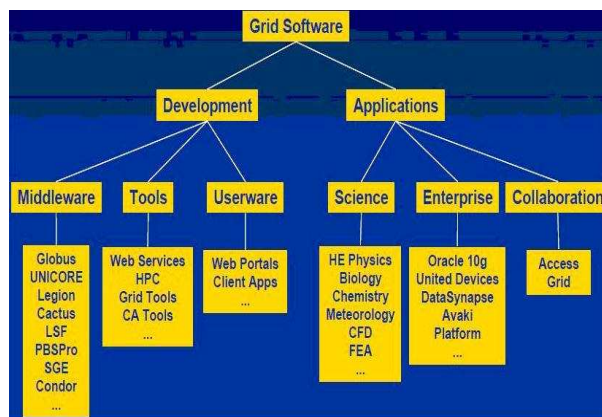 Grid Software
Development
Applications
Middleware
Tools
Userware
Science
Enterprise
Collaboration
Globus
UNICORE
Legion
Cactus
LSF
PBSPro
SGE
Condor
...
Web Services
HPC
Grid Tools
CA Tools
...
Web Portals
Client Apps
...
HE Physics
Biology
Chemistry
Meteorology
CFD
FEA
...
Oracle 10g
United Devices
DataSynapse
Avaki
Platform
...
Access
Grid